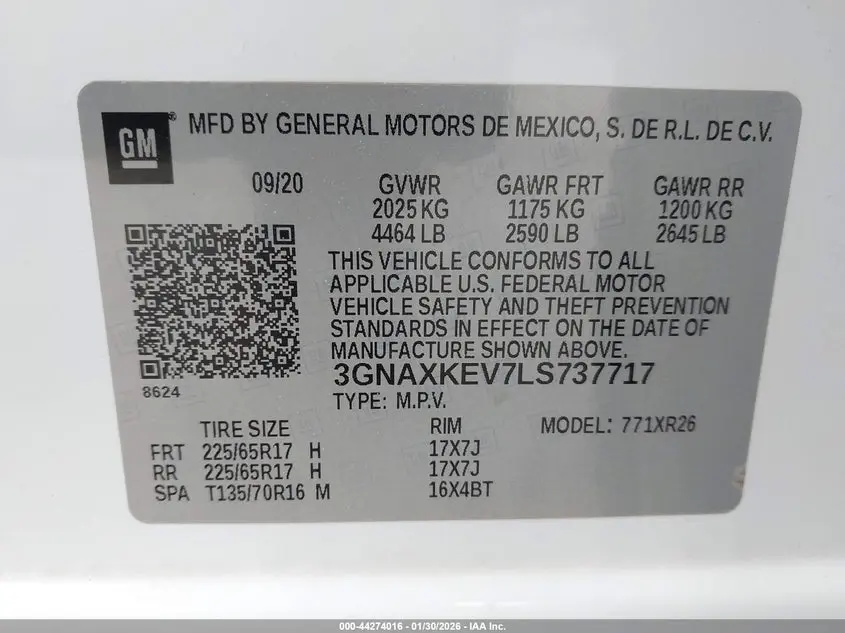 GM
MFD BY GENERAL MOTORS DE MEXICO, S. DE R.L. DE C.V.
09/20 GVWR GAWR FRT GAWR RR
2025 KG 1175 KG 1200 KG
4464 LB 2590 LB 2645 LB
THIS VEHICLE CONFORMS TO ALL
APPLICABLE U.S. FEDERAL MOTOR
VEHICLE SAFETY AND THEFT PREVENTION
STANDARDS IN EFFECT ON THE DATE OF
MANUFACTURE SHOWN ABOVE.
8624
3GNAXKEV7LS737717
TYPE: M.P.V.
TIRE SIZE RIM MODEL: 771XR26
FRT 225/65R17 H 17X7J
RR 225/65R17 H 17X7J
SPA T135/70R16 M 16X4BT
000-44274016 - 01/30/2026 - IAA Inc.